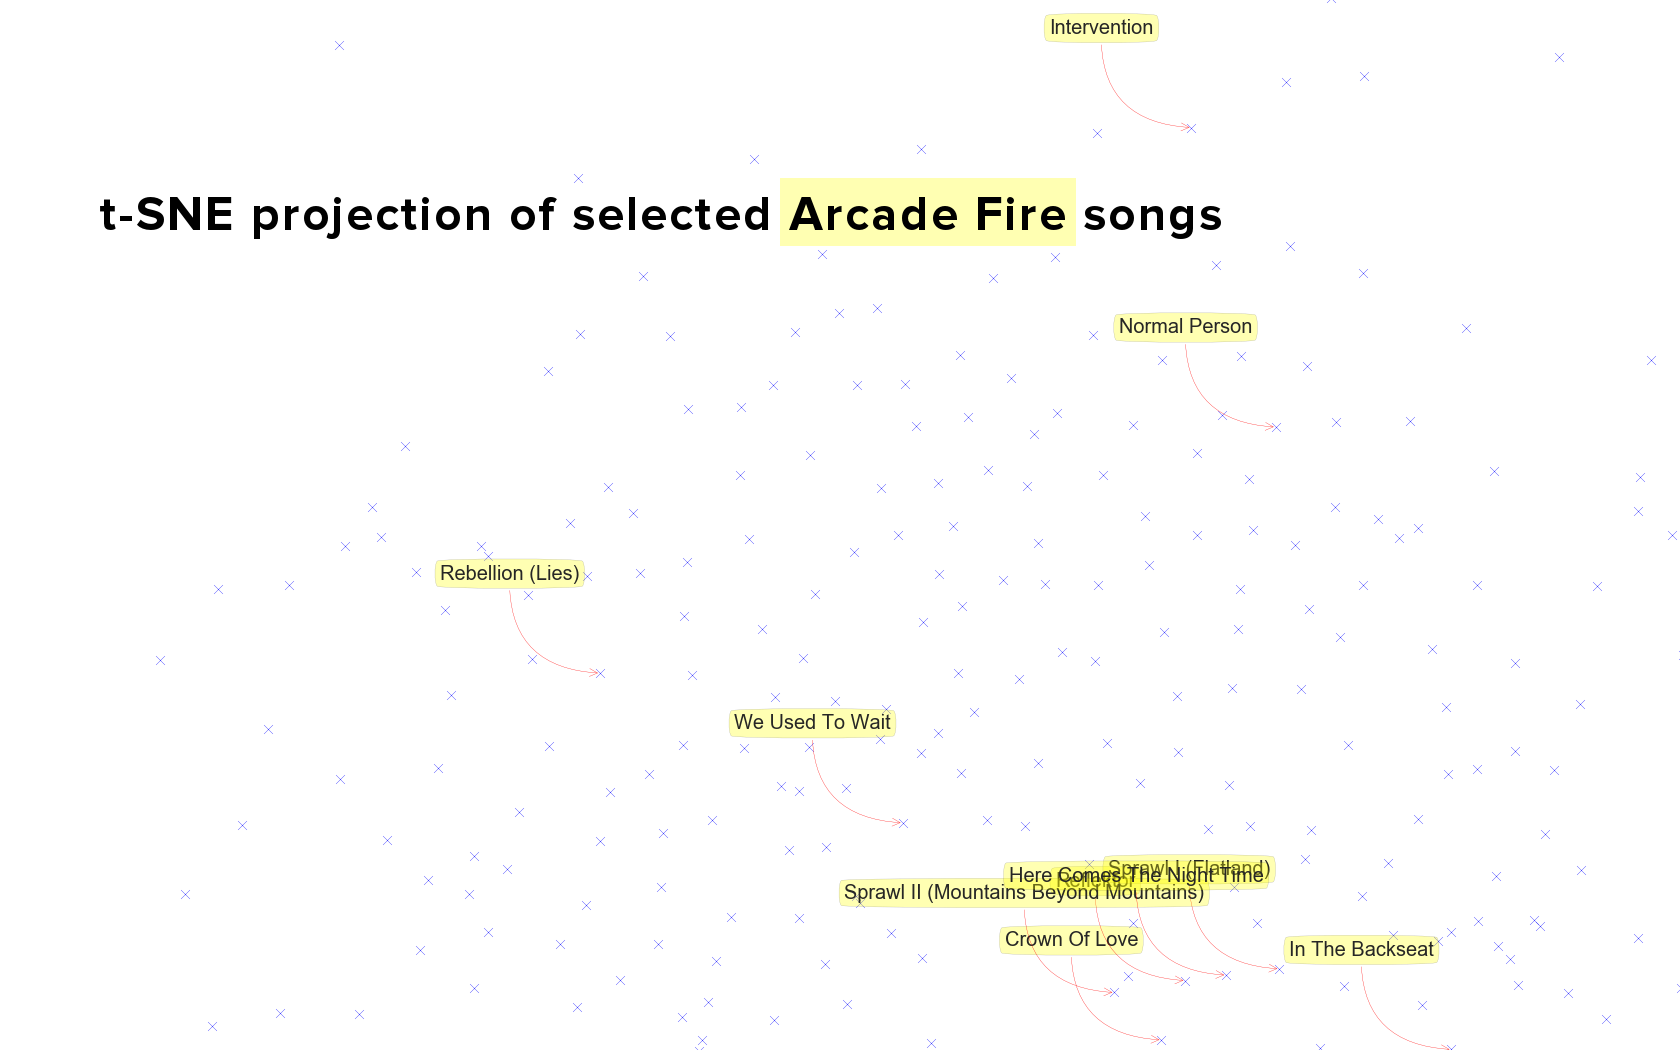 Intervention
t-SNE projection of selected Arcade Fire songs
Normal Person
Rebellion (Lies)
We Used To Wait
Sprawl I (Flatland)
Here Comes The Night Time
Reflektor
Sprawl II (Mountains Beyond Mountains)
Crown Of Love
In The Backseat